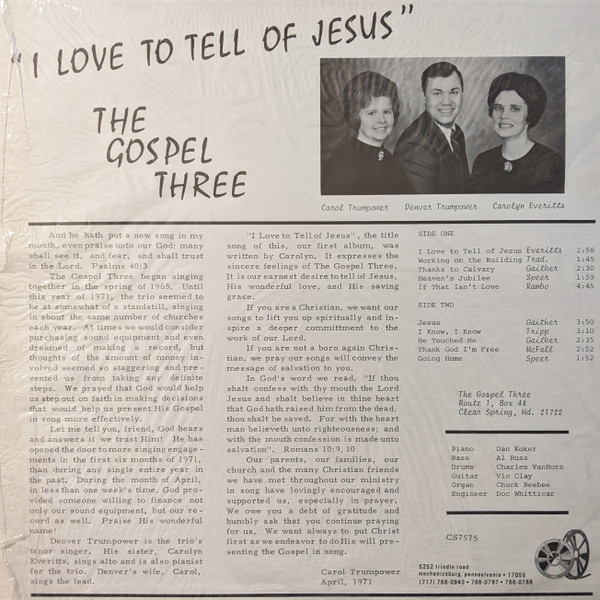 "I LOVE TO TELL OF JESUS"
THE
GOSPEL
THREE
Carol Trumpower Denver Trumpower Carolyn Everitts
And he hath put a new song in my
mouth, even praise unto our God: many
shall see it, and fear, and shall trust
in the Lord. Psalms 40:3
The Gospel Three began singing
together in the spring of 1965. Until
this year of 1971, the trio seemed to
be at somewhat of a standstill, singing
in about the same number of churches
each year. At times we would consider
purchasing sound equipment and even
dreamed of making a record, but
thoughts of the amount of money in-
volved seemed so staggering and pre-
vented us from taking any definite
steps. We prayed that God would help
us step out on faith in making decisions
that would help us present His Gospel
in song more effectively.
Let me tell you, friend, God hears
and answers if we trust Him! He has
opened the door to more singing engage-
ments in the first six months of 1971,
than during any single entire year in
the past. During the month of April,
in less than one week's time, God pro-
vided someone willing to finance not
only our sound equipment, but our re-
cord as well. Praise His wonderful
name!
Denver Trumpower is the trio's
tenor singer. His sister, Carolyn
Everitts, sings alto and is also pianist
for the trio. Denver's wife, Carol,
sings the lead.
"I Love to Tell of Jesus", the title
song of this, our first album, was
written by Carolyn. It expresses the
sincere feelings of The Gospel Three.
It is our earnest desire to tell of Jesus,
His wonderful love, and His saving
grace.
If you are a Christian, we want our
songs to lift you up spiritually and in-
spire a deeper committment to the
work of our Lord.
If you are not a born again Chris-
tian, we pray our songs will convey the
message of salvation to you.
In God's word we read, "If thou
shalt confess with thy mouth the Lord
Jesus and shalt believe in thine heart
that God hath raised him from the dead,
thou shalt be saved. For with the heart
man believeth unto righteousness; and
with the mouth confession is made unto
salvation". Romans 10:9, 10
Our parents, our families, our
church and the many Christian friends
we have met throughout our ministry
in song have lovingly encouraged and
supported us, especially in prayer.
We owe you a debt of gratitude and
humbly ask that you continue praying
for us. We want always to put Christ
first as we endeavor to do His will pre-
senting the Gospel in song.
Carol Trumpower
April, 1971
SIDE ONE
I Love to Tell of Jesus Everitts 2:58
Working on the Building Trad. 1:45
Thanks to Calvary Gaither 2:30
Heaven's Jubilee Speer 1:59
If That Isn't Love Rambo 4:45
SIDE TWO
Jesus Gaither 3:50
I Know, I Know Tripp 3:10
He Touched Me Gaither 2:35
Thank God I'm Free McFall 2:52
Going Home Speer 1:52
The Gospel Three
Route 1, Box 48
Clear Spring, Md. 21722
Piano Dan Koker
Bass Al Russ
Drums Charles VanHorn
Guitar Vic Clay
Organ Chuck Beebee
Engineer Doc Whitticar
CS7575
5252 trindle road
mechanicsburg, pennsylvania • 17055
(717) 766-0943 • 766-0787 • 766-0788